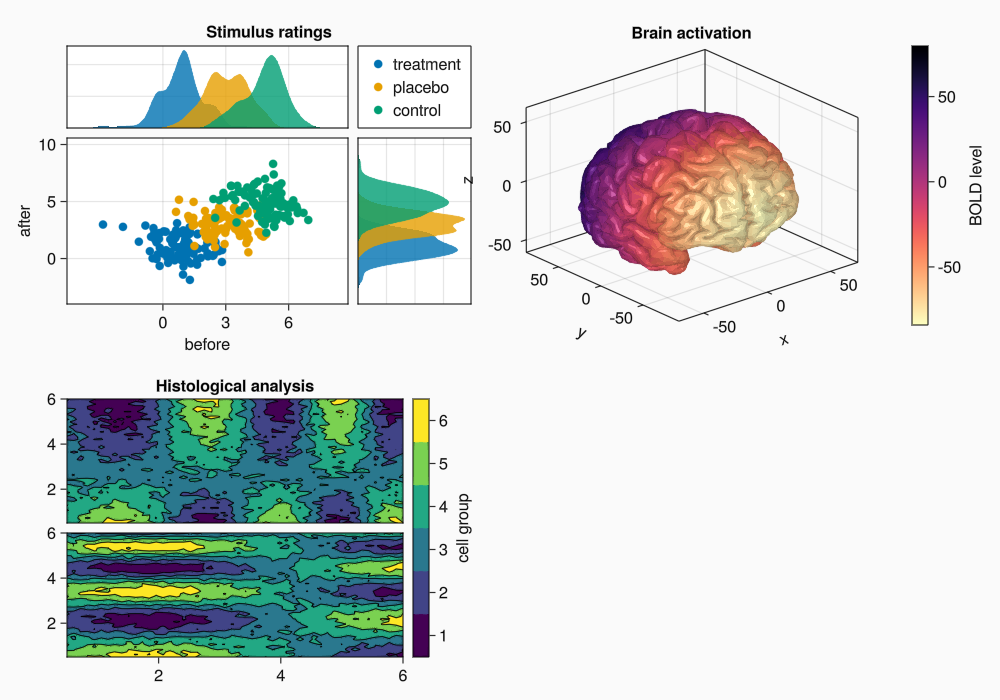 Stimulus ratings
treatment
placebo
control
10
5
0
after
0
3
6
before
Brain activation
50
0
-50
z
50
0
-50
y
-50
0
50
x
50
0
-50
BOLD level
Histological analysis
6
4
2
6
4
2
2
4
6
6
5
4
3
2
1
cell group